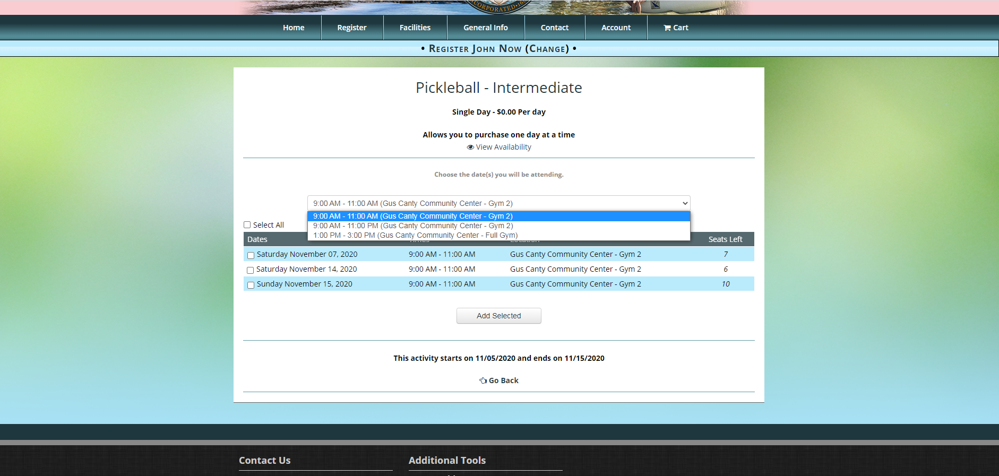 INCORPORATED
Home Register Facilities General Info Contact Account Cart
• Register John Now (Change) •
Pickleball - Intermediate
Single Day - $0.00 Per day
Allows you to purchase one day at a time
View Availability
Choose the date(s) you will be attending.
9:00 AM - 11:00 AM (Gus Canty Community Center - Gym 2)
9:00 AM - 11:00 AM (Gus Canty Community Center - Gym 2)
9:00 AM - 11:00 PM (Gus Canty Community Center - Gym 2)
1:00 PM - 3:00 PM (Gus Canty Community Center - Full Gym)
Select All
Dates Times Location Seats Left
Saturday November 07, 2020 9:00 AM - 11:00 AM Gus Canty Community Center - Gym 2 7
Saturday November 14, 2020 9:00 AM - 11:00 AM Gus Canty Community Center - Gym 2 6
Sunday November 15, 2020 9:00 AM - 11:00 AM Gus Canty Community Center - Gym 2 10
Add Selected
This activity starts on 11/05/2020 and ends on 11/15/2020
Go Back
Contact Us Additional Tools